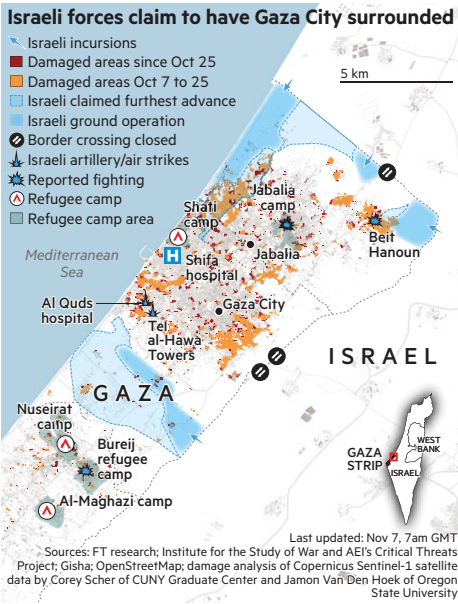 Israeli forces claim to have Gaza City surrounded
Israeli incursions
Damaged areas since Oct 25
Damaged areas Oct 7 to 25
Israeli claimed furthest advance
Israeli ground operation
Border crossing closed
Israeli artillery/air strikes
Reported fighting
Refugee camp
Refugee camp area
5 km
Mediterranean
Sea
Shati
camp
Jabalia
camp
H
Shifa
hospital
Jabalia
Beit
Hanoun
Al Quds
hospital
Gaza City
Tel
al-Hawa
Towers
ISRAEL
GAZA
Nuseirat
camp
Bureij
refugee
camp
Al-Maghazi camp
WEST
BANK
GAZA
STRIP
ISRAEL
Last updated: Nov 7, 7am GMT
Sources: FT research; Institute for the Study of War and AEI's Critical Threats
Project; Gisha; OpenStreetMap; damage analysis of Copernicus Sentinel-1 satellite
data by Corey Scher of CUNY Graduate Center and Jamon Van Den Hoek of Oregon
State University